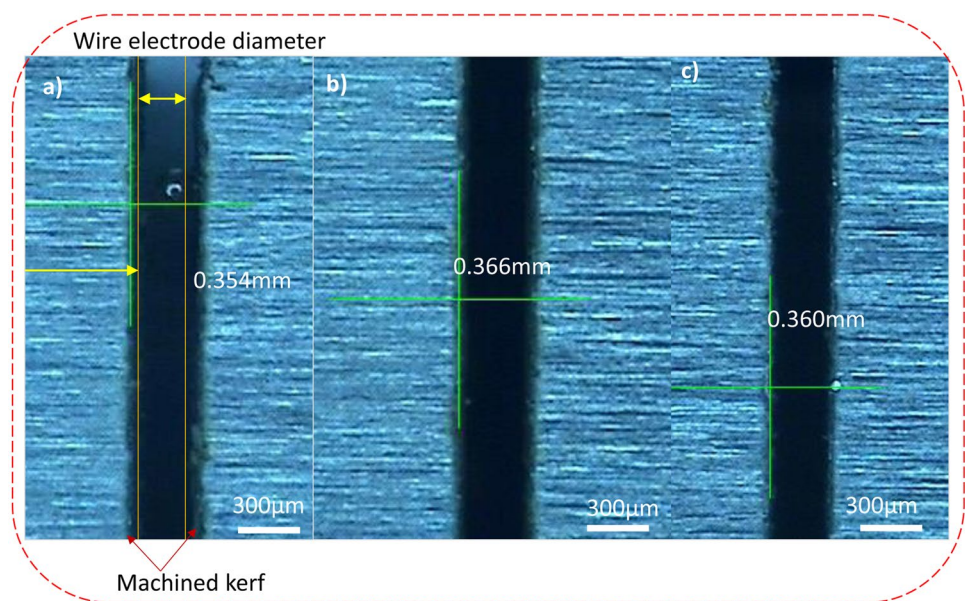 Wire electrode diameter
a)
b)
c)
0.354mm
0.366mm
0.360mm
300µm
300µm
300µm
Machined kerf